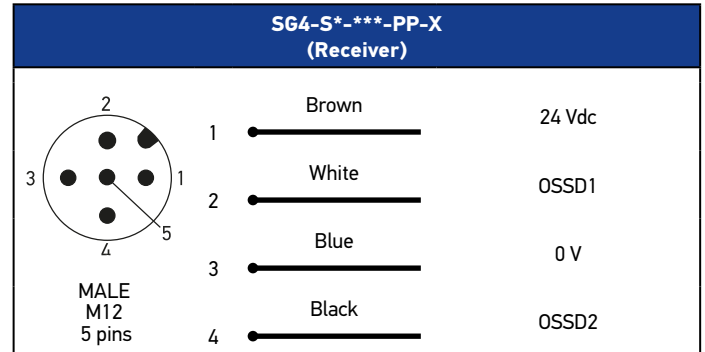 SG4-S*-***-PP-X
(Receiver)
2
3
1
5
4
MALE
M12
5 pins
1 Brown 24 Vdc
2 White OSSD1
3 Blue 0 V
4 Black OSSD2